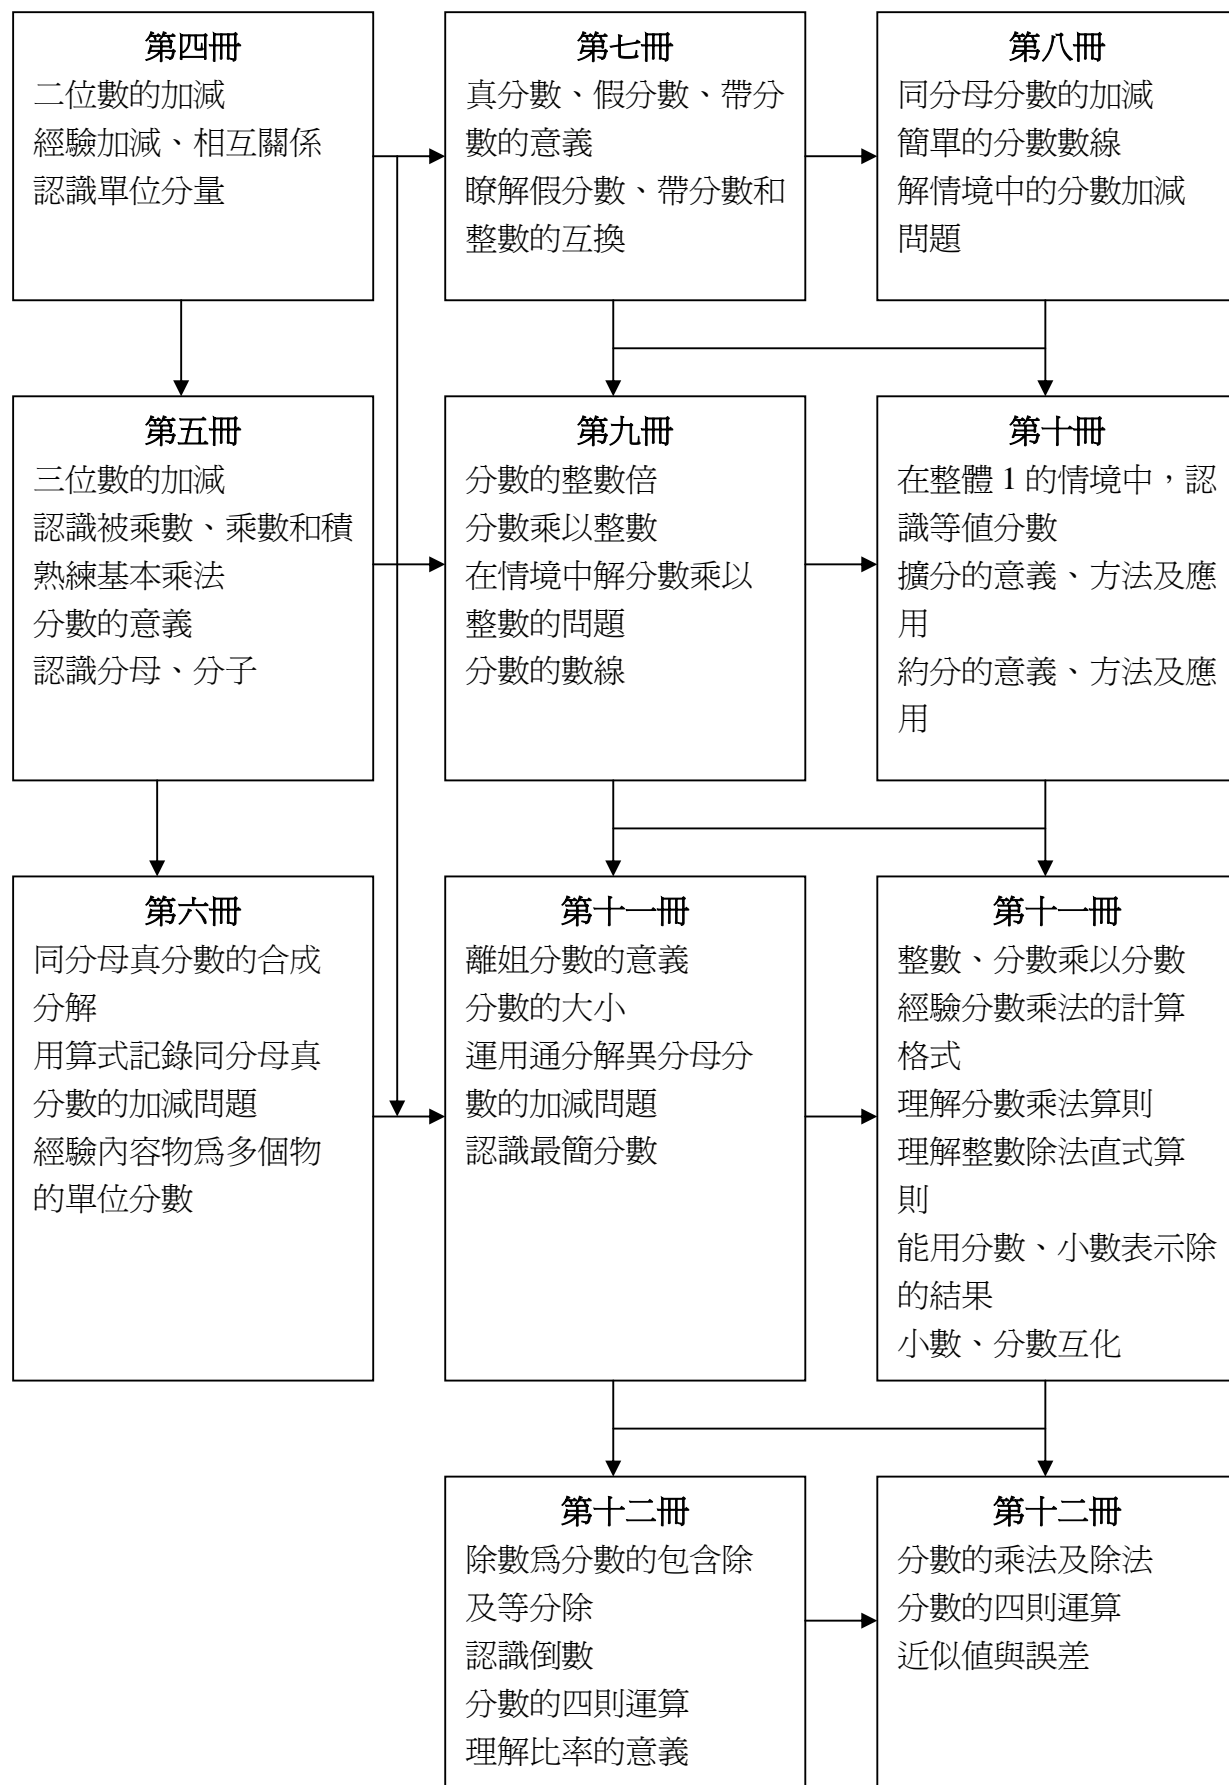 第四冊
二位數的加減
經驗加減、相互關係
認識單位分量
第七冊
真分數、假分數、帶分
數的意義
瞭解假分數、帶分數和
整數的互換
第八冊
同分母分數的加減
簡單的分數數線
解情境中的分數加減
問題
第五冊
三位數的加減
認識被乘數、乘數和積
熟練基本乘法
分數的意義
認識分母、分子
第九冊
分數的整數倍
分數乘以整數
在情境中解分數乘以
整數的問題
分數的數線
第十冊
在整體 1 的情境中，認
識等值分數
擴分的意義、方法及應
用
約分的意義、方法及應
用
第六冊
同分母真分數的合成
分解
用算式記錄同分母真
分數的加減問題
經驗內容物爲多個物
的單位分數
第十一冊
離姐分數的意義
分數的大小
運用通分解異分母分
數的加減問題
認識最簡分數
第十一冊
整數、分數乘以分數
經驗分數乘法的計算
格式
理解分數乘法算則
理解整數除法直式算
則
能用分數、小數表示除
的結果
小數、分數互化
第十二冊
除數爲分數的包含除
及等分除
認識倒數
分數的四則運算
理解比率的意義
第十二冊
分數的乘法及除法
分數的四則運算
近似值與誤差